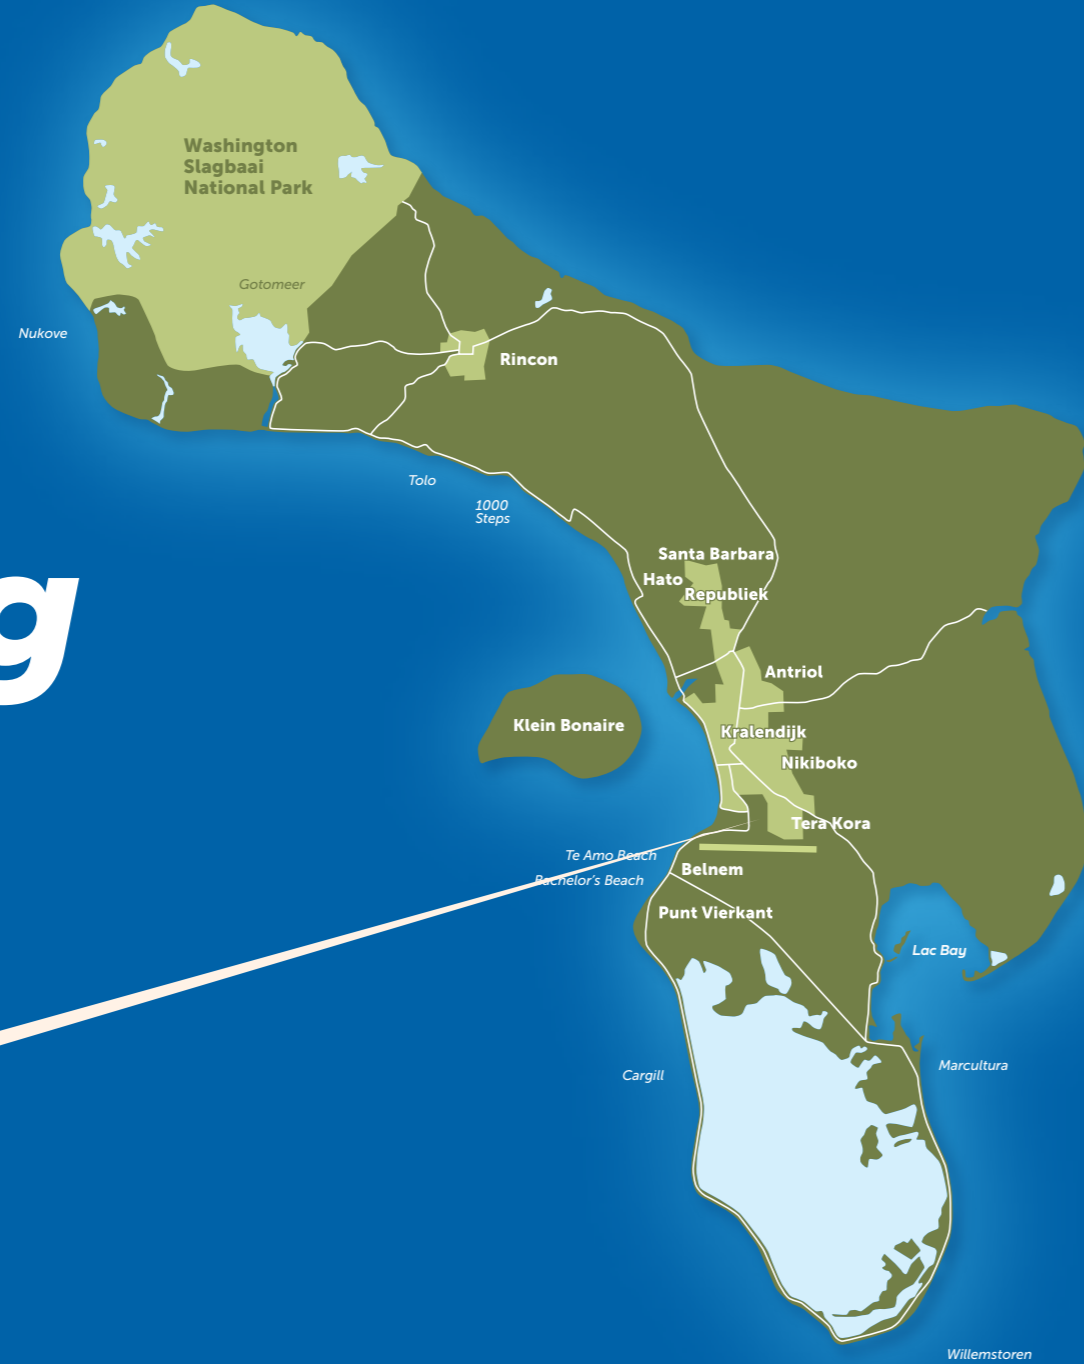 Washington
Slagbaai
National Park
Gotomeer
Nukove
Rincon
Tolo
1000
Steps
g
Santa Barbara
Hato
Republiek
Antriol
Klein Bonaire
Kralendijk
Nikiboko
Tera Kora
Te Amo Beach
Belnem
Bachelor's Beach
Punt Vierkant
Lac Bay
Cargill
Marcultura
Willemstoren